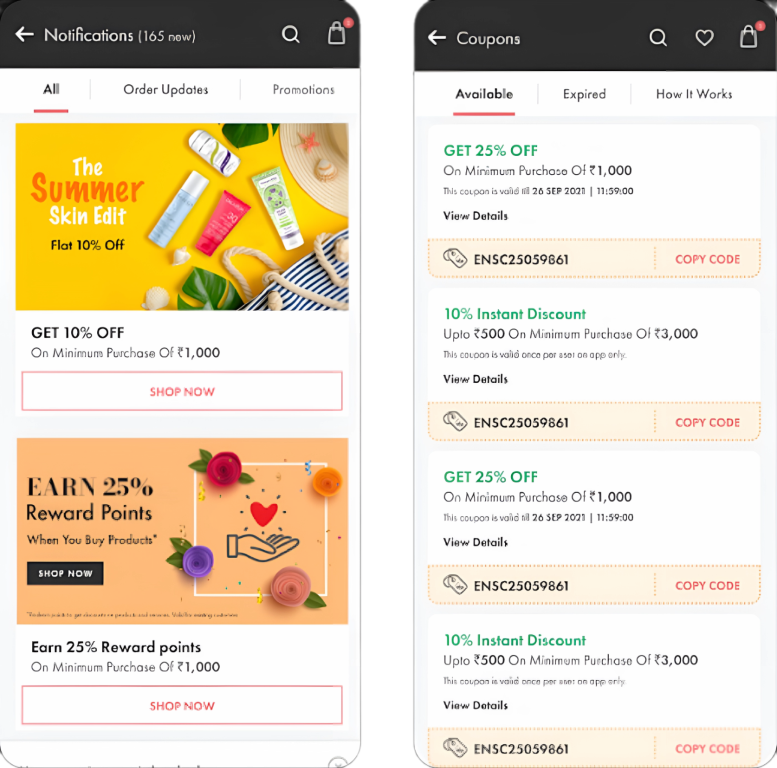 Notifications (165 new)
All
Order Updates
Promotions
The
Summer
Skin Edit
Flat 10% Off
GET 10% OFF
On Minimum Purchase Of ₹1,000
SHOP NOW
EARN 25%
Reward Points
When You Buy Products*
SHOP NOW
Earn 25% Reward points
On Minimum Purchase Of ₹1,000
SHOP NOW
Coupons
Available
Expired
How It Works
GET 25% OFF
On Minimum Purchase Of ₹1,000
This coupon is valid till 26 SEP 2021 | 11:59:00
View Details
ENSC25059861
COPY CODE
10% Instant Discount
Upto ₹500 On Minimum Purchase Of ₹3,000
This coupon is valid once per user on app only.
View Details
ENSC25059861
COPY CODE
GET 25% OFF
On Minimum Purchase Of ₹1,000
This coupon is valid till 26 SEP 2021 | 11:59:00
View Details
ENSC25059861
COPY CODE
10% Instant Discount
Upto ₹500 On Minimum Purchase Of ₹3,000
This coupon is valid once per user on app only.
View Details
ENSC25059861
COPY CODE